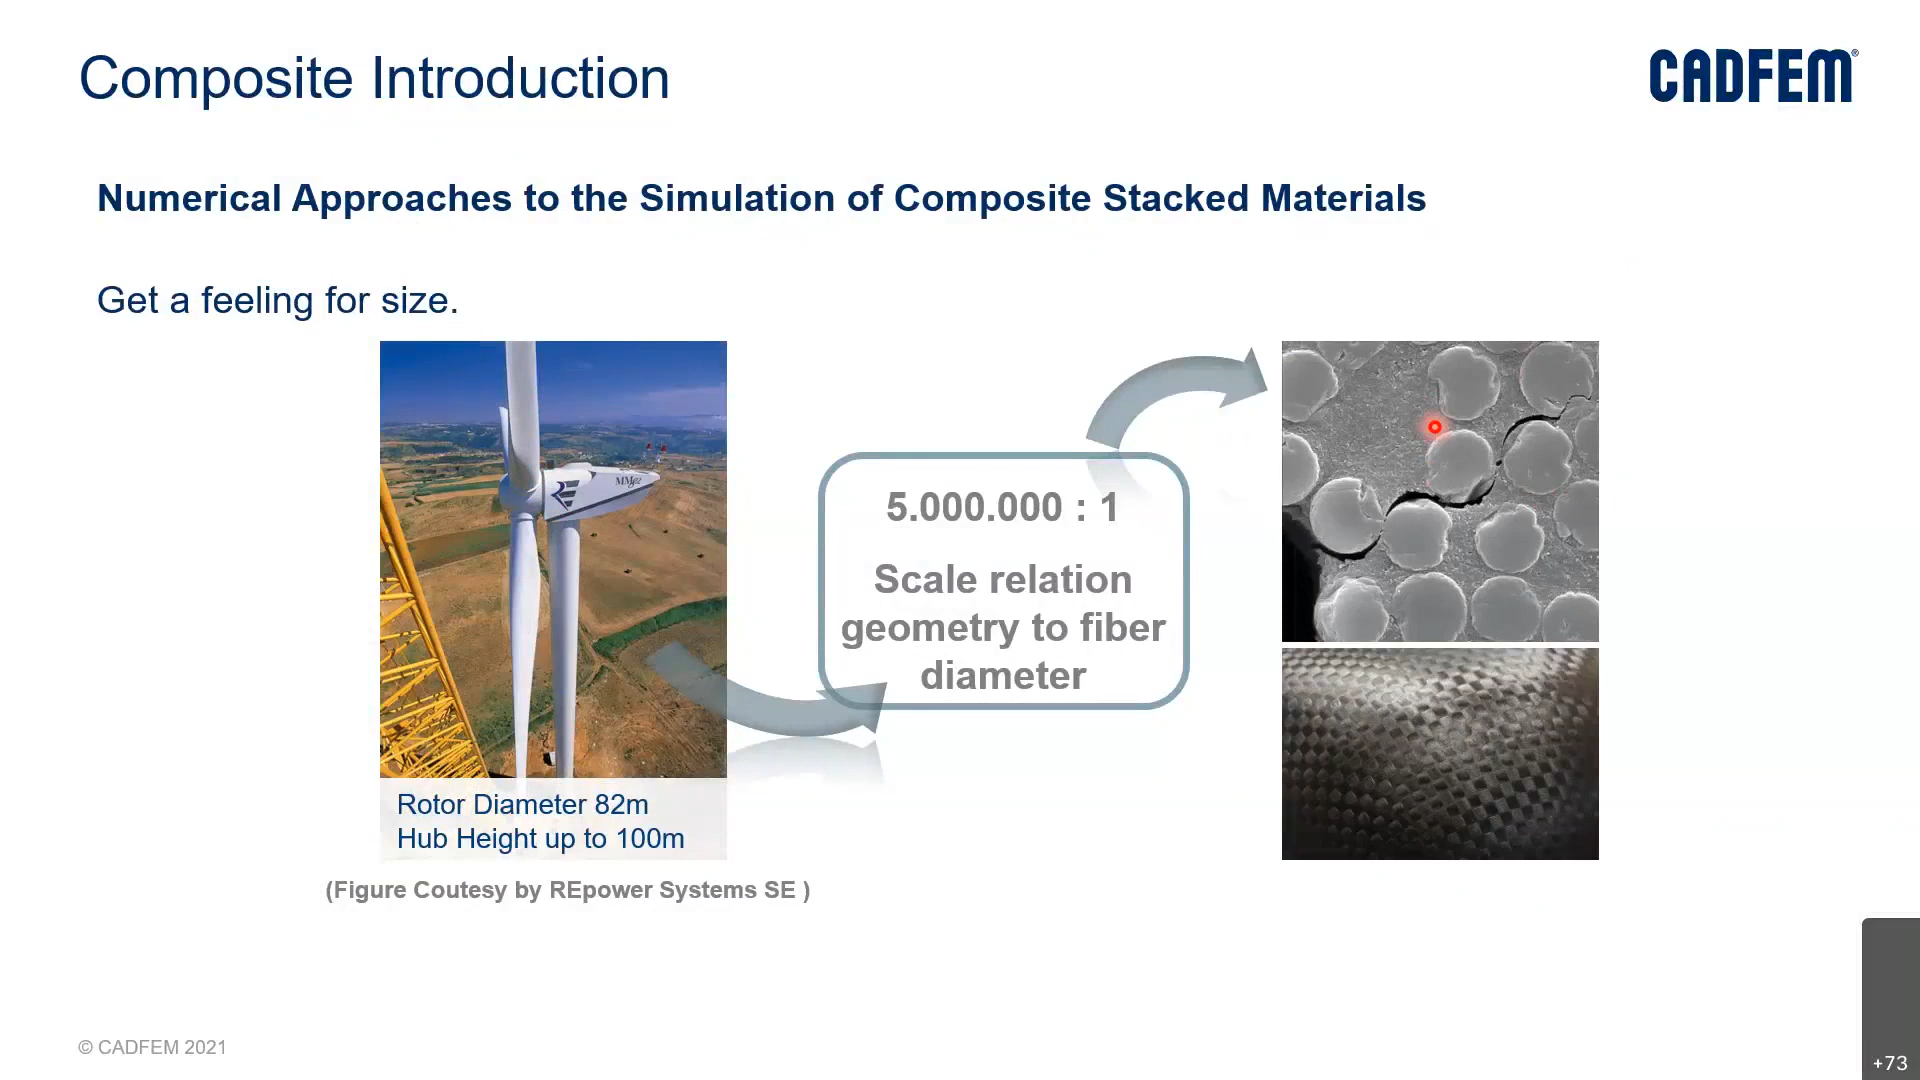 Composite Introduction
CADFEM®
Numerical Approaches to the Simulation of Composite Stacked Materials
Get a feeling for size.
5.000.000 : 1
Scale relation
geometry to fiber
diameter
Rotor Diameter 82m
Hub Height up to 100m
(Figure Coutesy by REpower Systems SE )
© CADFEM 2021
+73